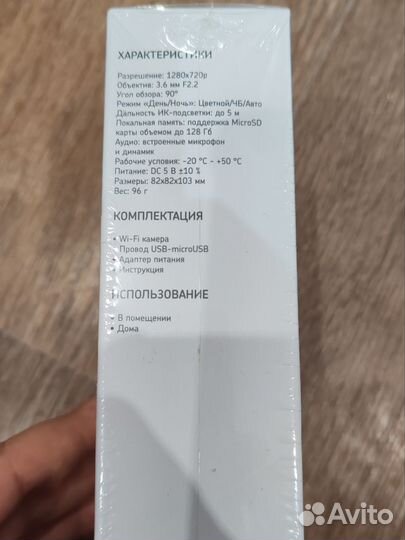 ХАРАКТЕРИСТИКИ
Разрешение: 1280x720p
Объектив: 3.6 мм F2.2
Угол обзора: 90°
Режим «День/Ночь»: Цветной/ЧБ/Авто
Дальность ИК-подсветки: до 5 м
Локальная память: поддержка MicroSD
карты объемом до 128 Гб
Аудио: встроенные микрофон
и динамик
Рабочие условия: -20 °C - +50 °C
Питание: DC 5 В ±10 %
Размеры: 82x82x103 мм
Вес: 96 г
КОМПЛЕКТАЦИЯ
• Wi-Fi камера
• Провод USB-microUSB
• Адаптер питания
• Инструкция
ИСПОЛЬЗОВАНИЕ
• В помещении
• Дома
Avito